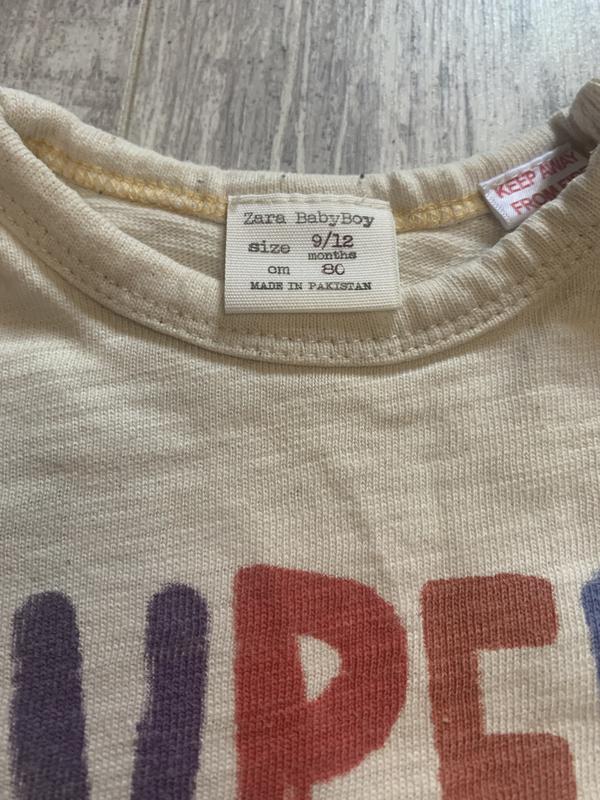 Zara BabyBoy
size 9/12
months
cm 80
MADE IN PAKISTAN
KEEP AWAY
FROM
UPE